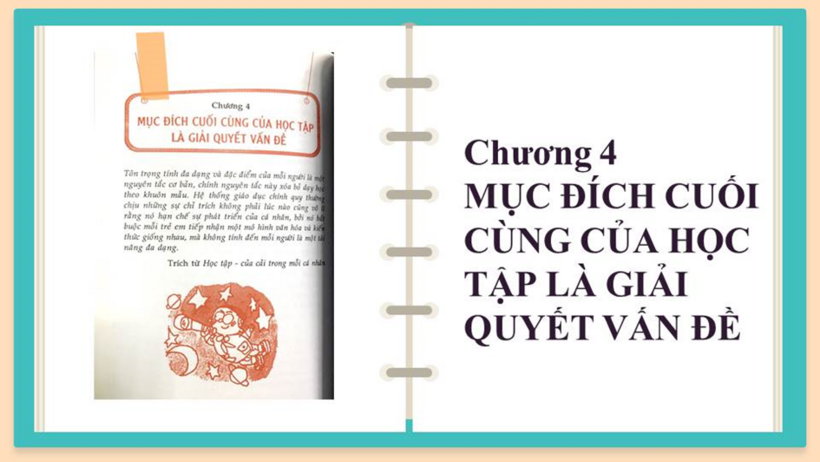 Chương 4
MỤC ĐÍCH CUỐI CÙNG CỦA HỌC TẬP
LÀ GIẢI QUYẾT VẤN ĐỀ
Tôn trọng tính đa dạng và đặc điểm của mỗi người là một
nguyên tắc cơ bản, chính nguyên tắc này xóa bỏ dạy học
theo khuôn mẫu. Hệ thống giáo dục chính quy thường
chịu những sự chỉ trích không phải lúc nào cũng vô
rằng nó hạn chế sự phát triển của cá nhân, bởi nó bắt
buộc mỗi trẻ em tiếp nhận một mô hình văn hóa và kiến
thức giống nhau, mà không tính đến mỗi người là một tài
năng đa dạng.
Trích từ Học tập - của cải trong mỗi cá nhân
Chương 4
MỤC ĐÍCH CUỐI
CÙNG CỦA HỌC
TẬP LÀ GIẢI
QUYẾT VẤN ĐỀ